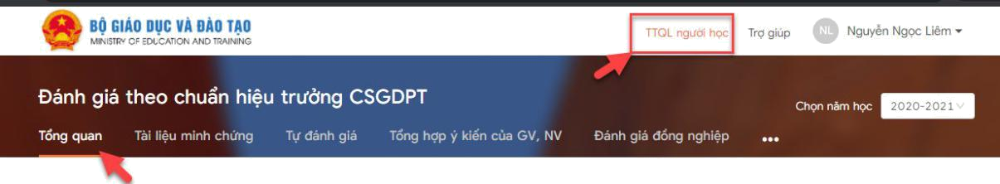 BỘ GIÁO DỤC VÀ ĐÀO TẠO
MINISTRY OF EDUCATION AND TRAINING
TTQL người học Trợ giúp NL Nguyễn Ngọc Liêm
Đánh giá theo chuẩn hiệu trưởng CSGDPT
Chọn năm học 2020-2021
Tổng quan Tài liệu minh chứng Tự đánh giá Tổng hợp ý kiến của GV, NV Đánh giá đồng nghiệp •••